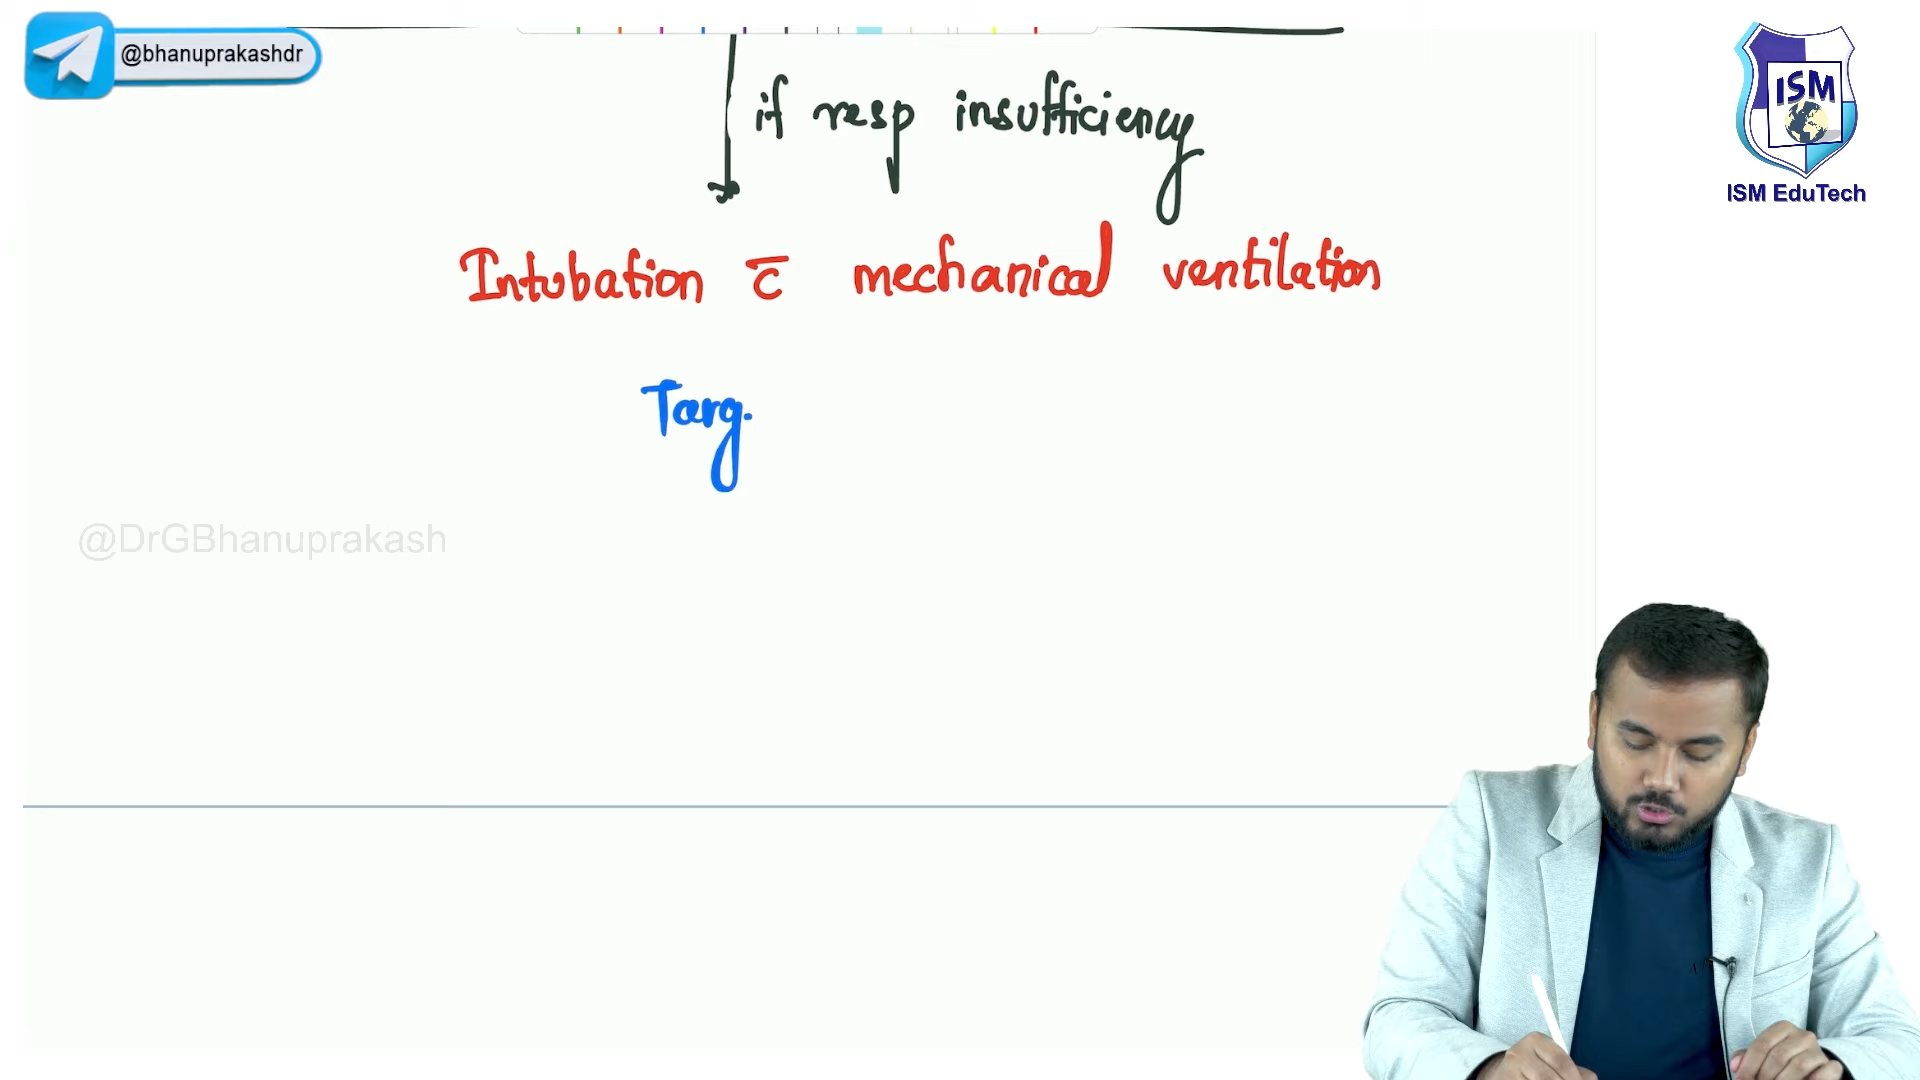 @bhanuprakashdr
ISM
ISM EduTech
if resp insufficiency
Intubation c̄ mechanical ventilation
Targ.
@DrGBhanuprakash